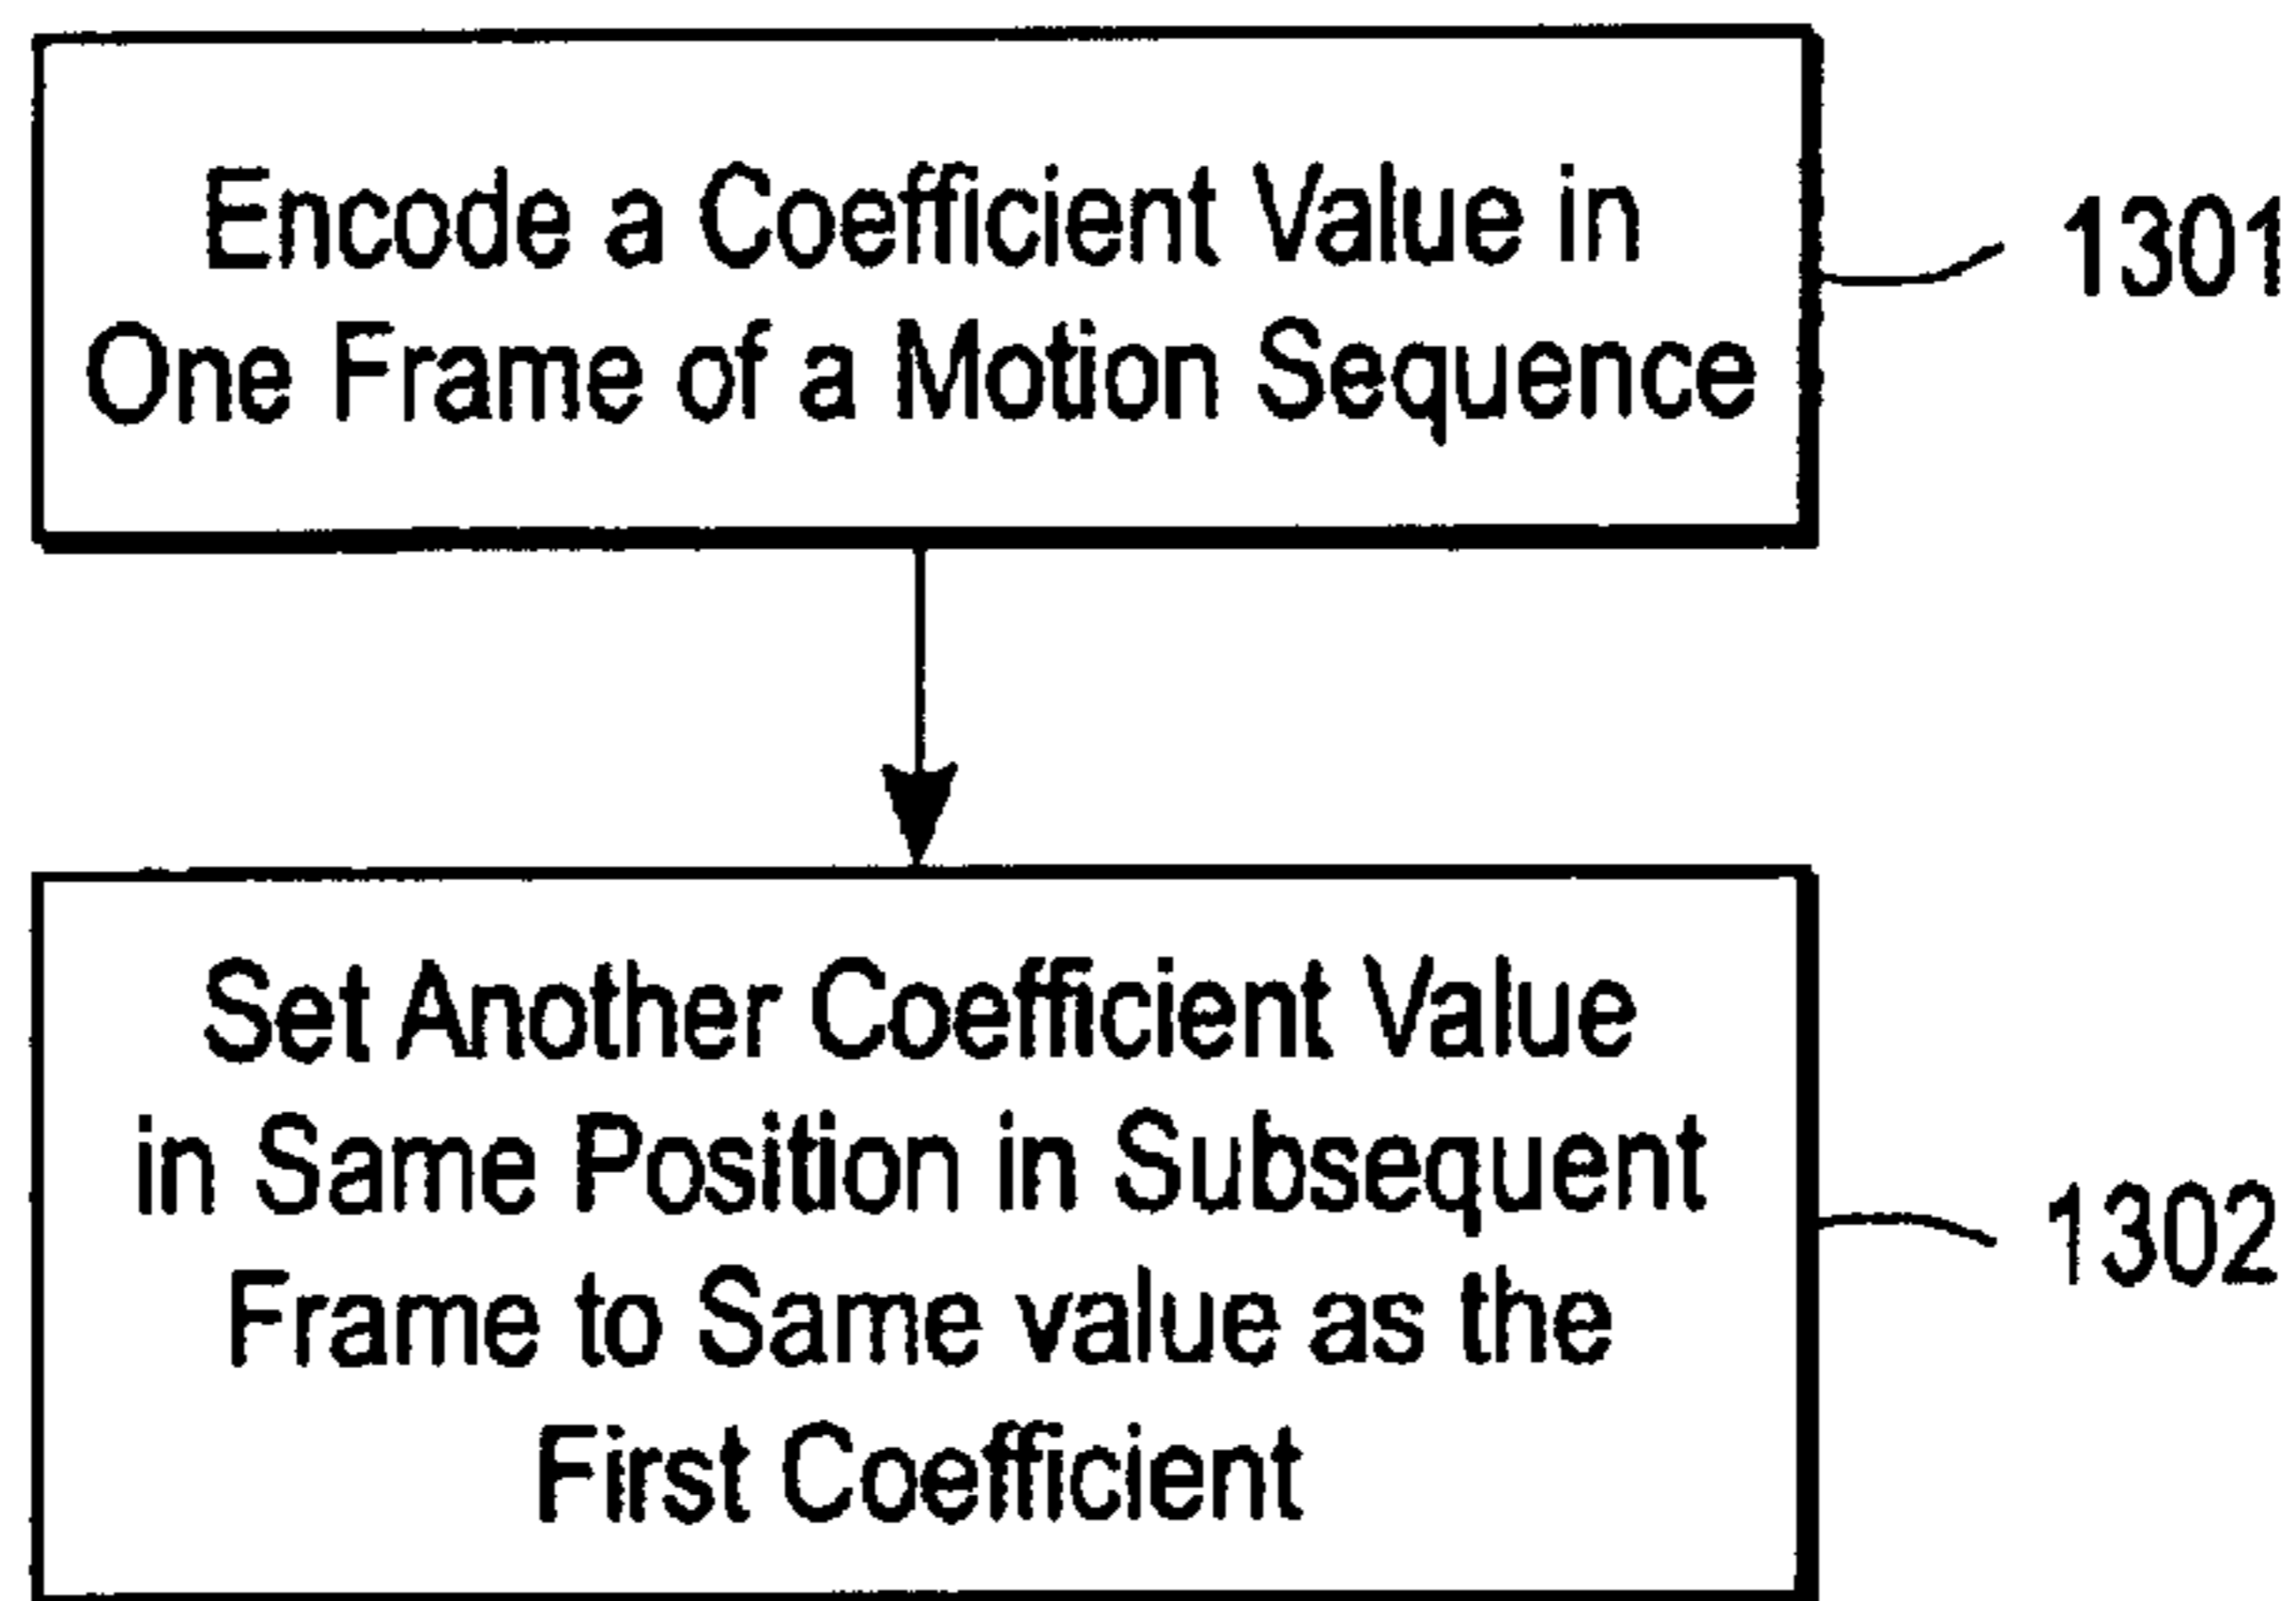 Encode a Coefficient Value in
One Frame of a Motion Sequence
1301
Set Another Coefficient Value
in Same Position in Subsequent
Frame to Same value as the
First Coefficient
1302